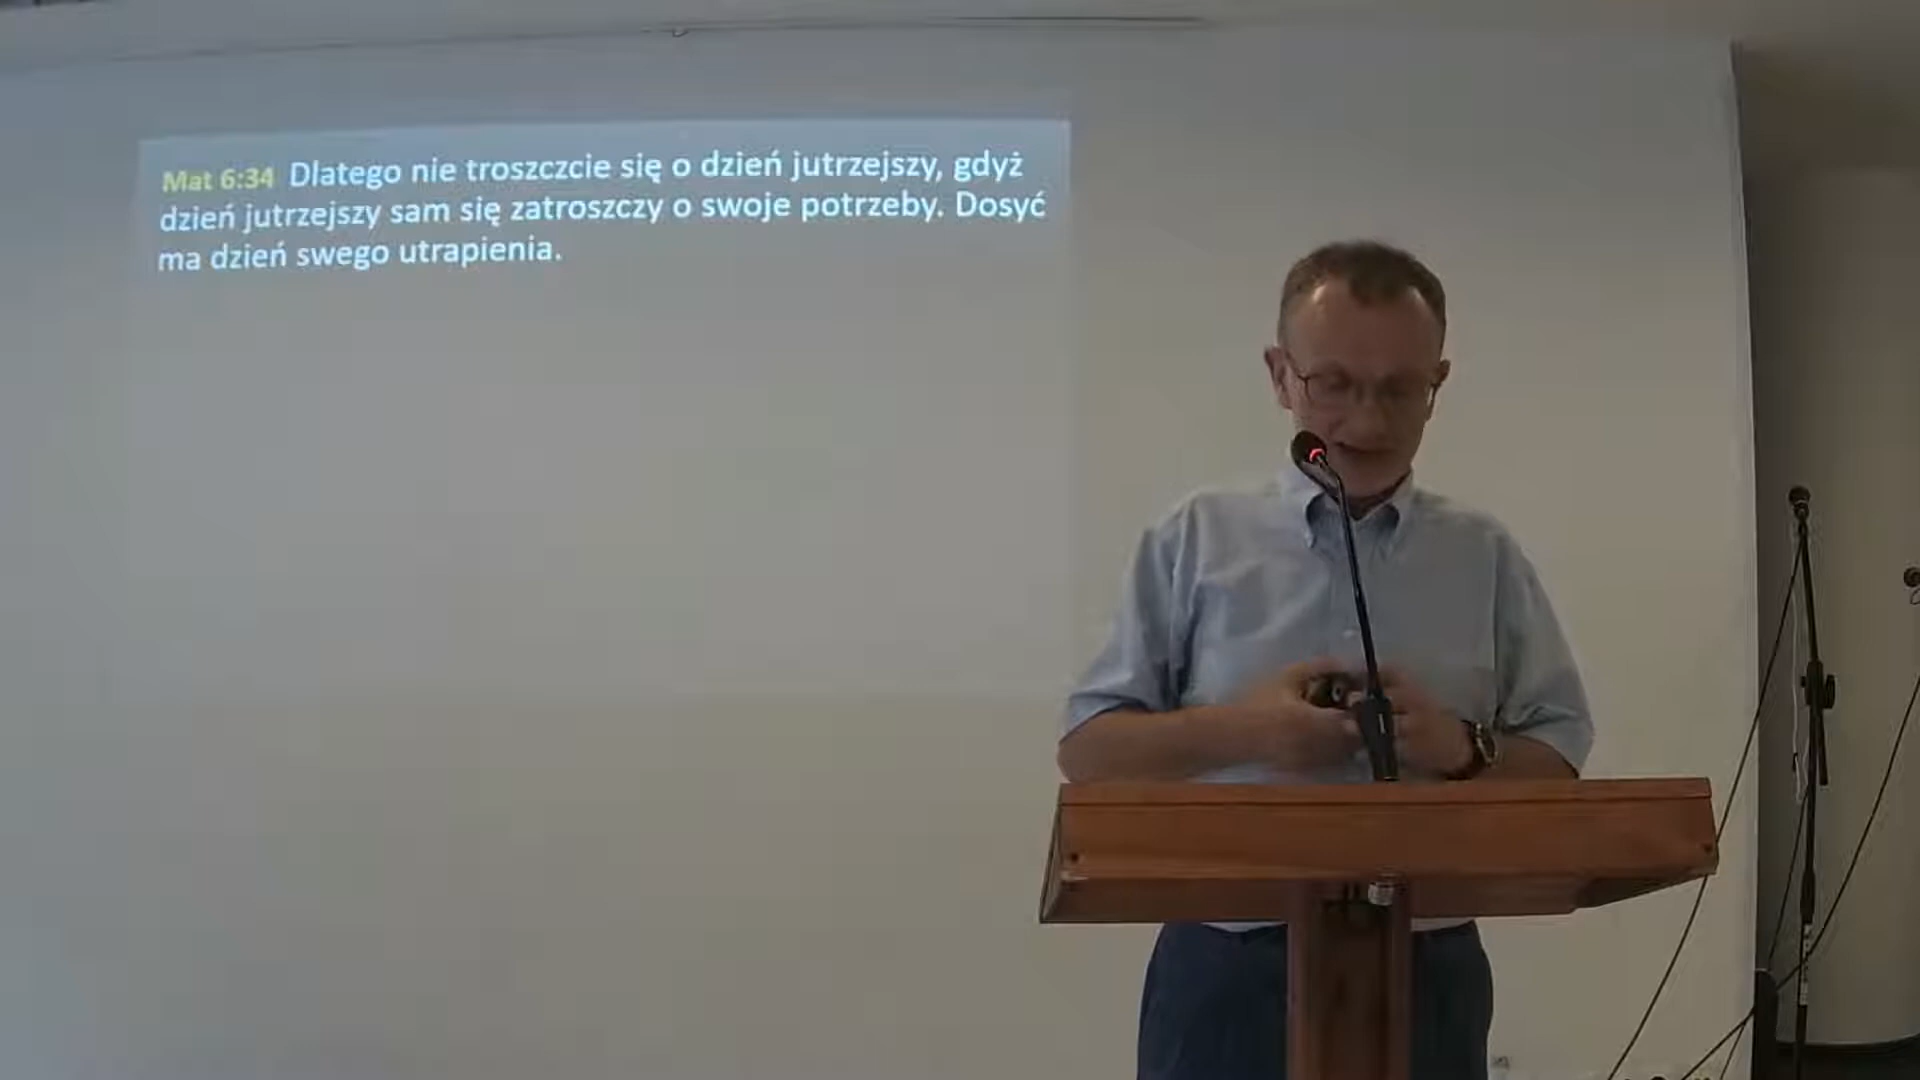 Mat 6:34 Dlatego nie troszczcie się o dzień jutrzejszy, gdyż
dzień jutrzejszy sam się zatroszczy o swoje potrzeby. Dosyć
ma dzień swego utrapienia.